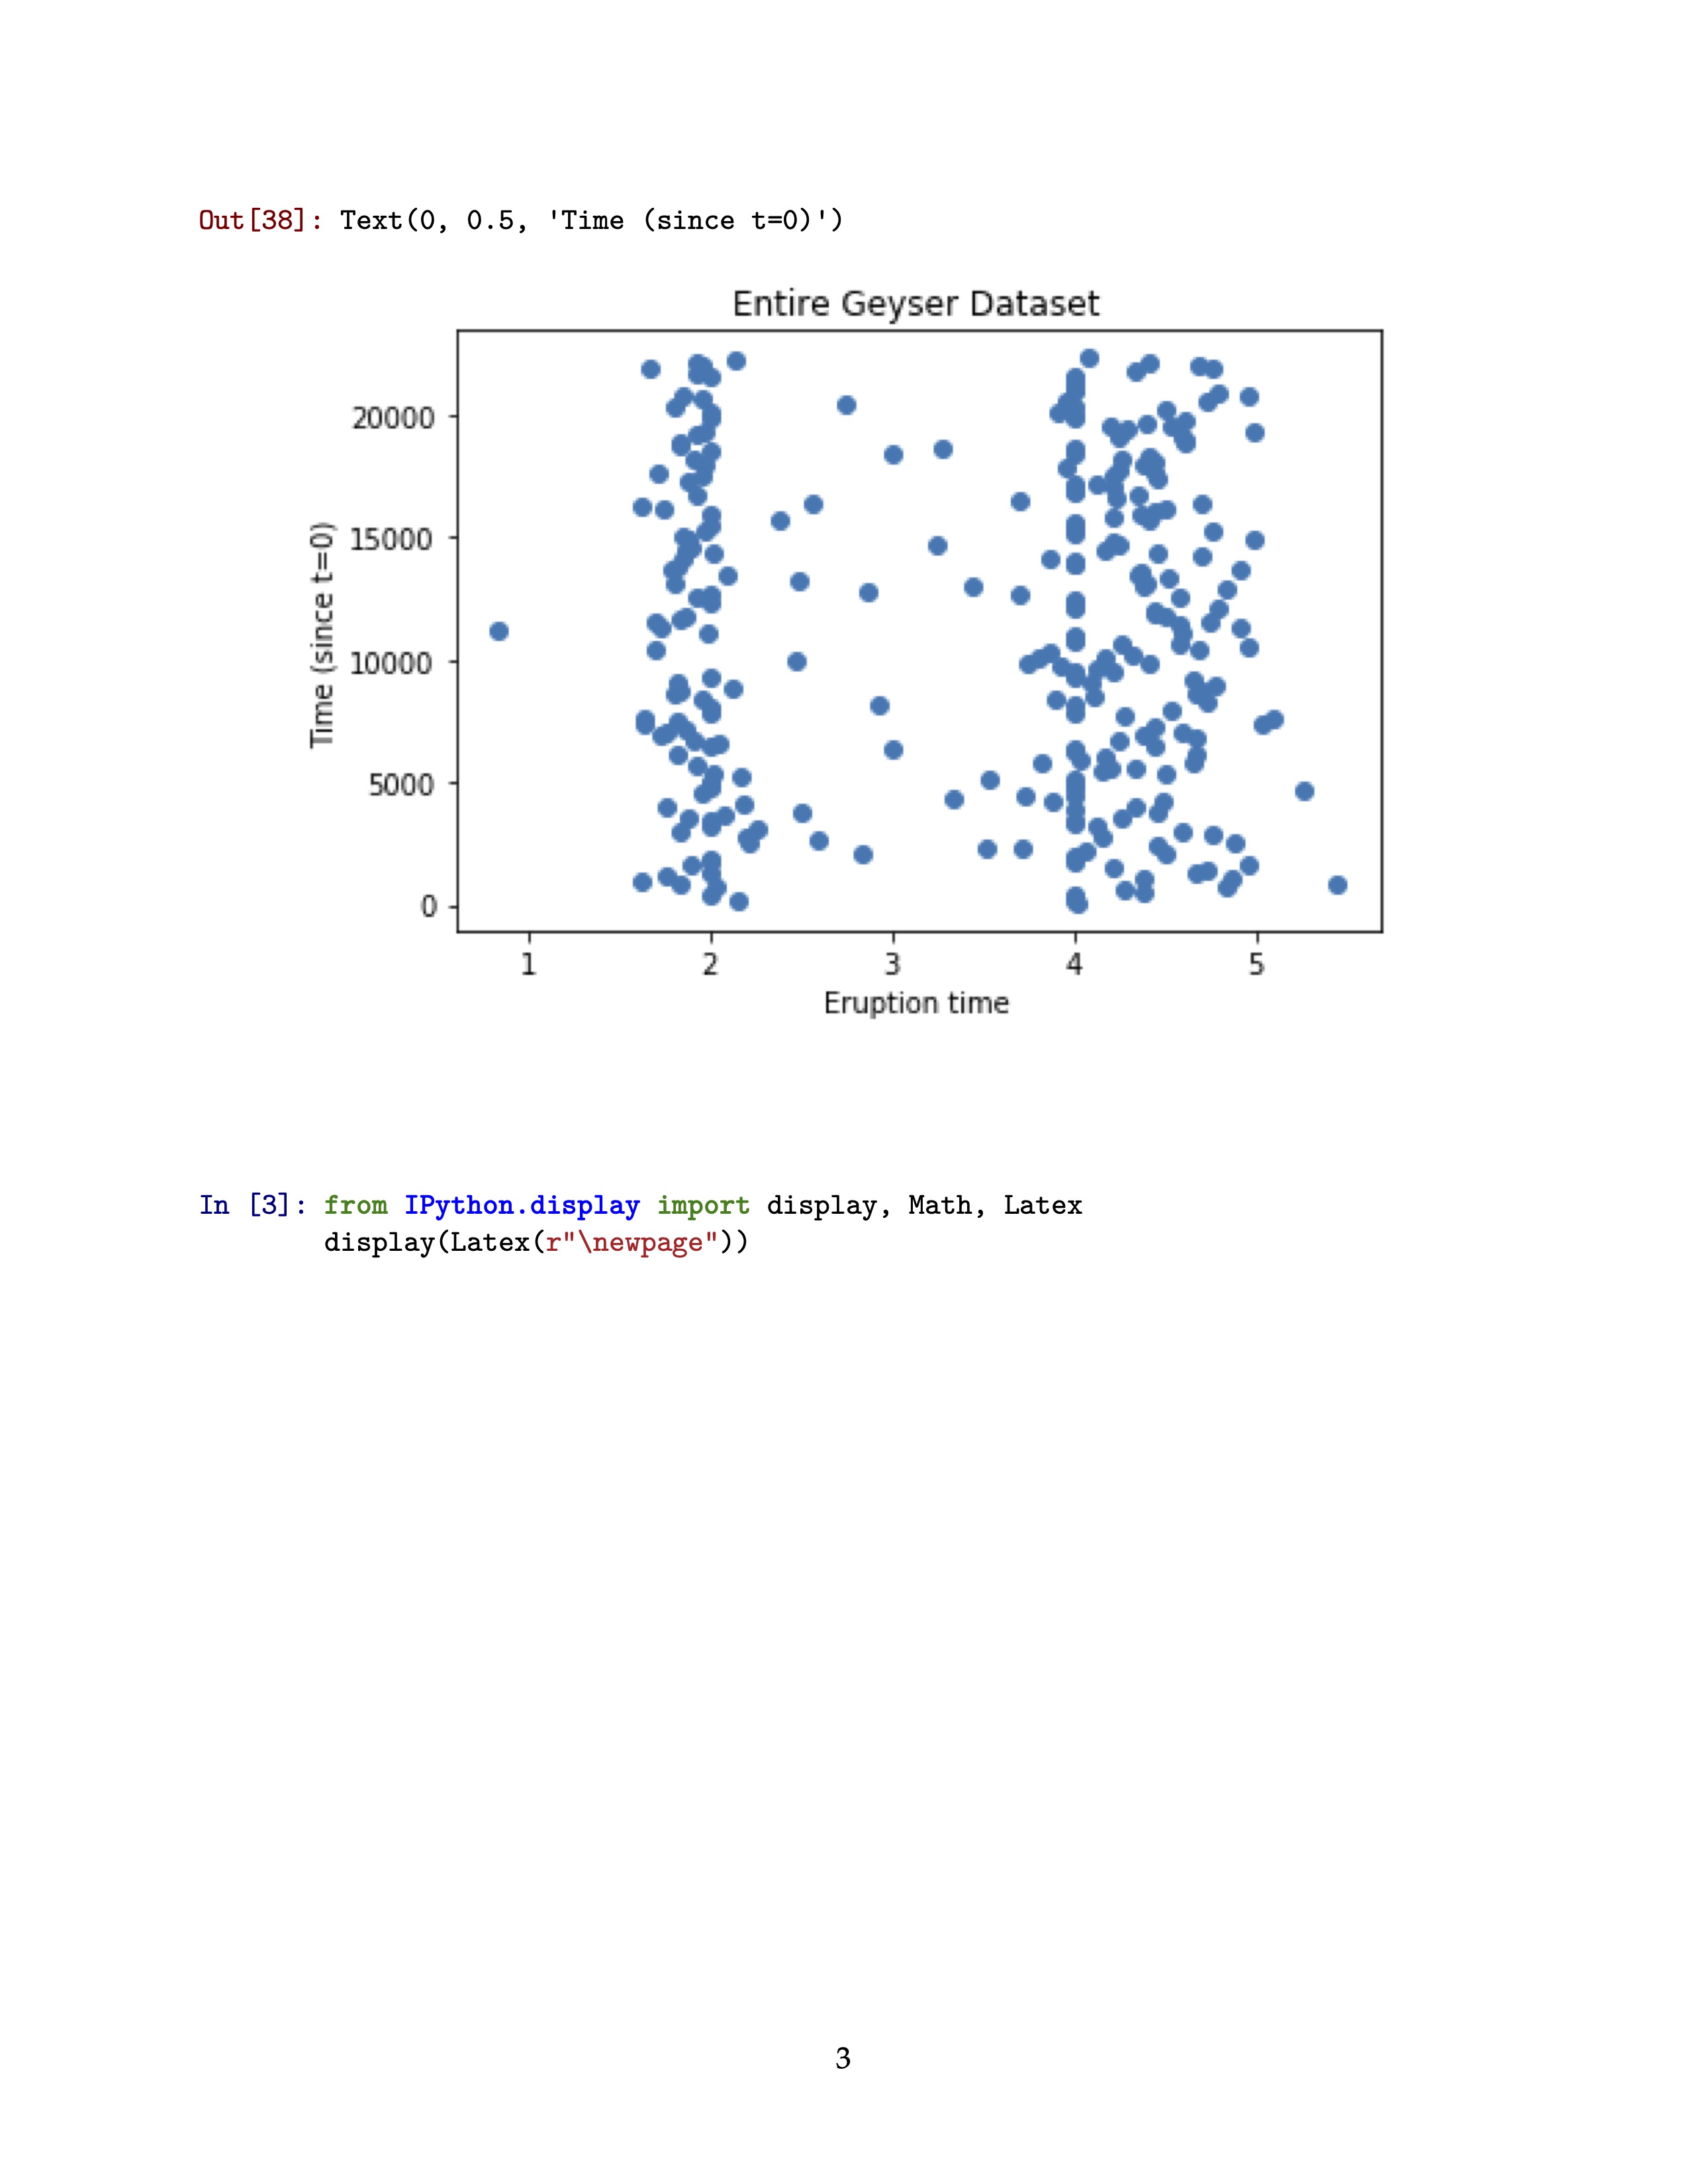 Out[38]: Text(0, 0.5, 'Time (since t=0)')
Entire Geyser Dataset
Time (since t=0)
20000
15000
10000
5000
0
1 2 3 4 5
Eruption time
In [3]: from IPython.display import display, Math, Latex
display(Latex(r"\newpage"))
3